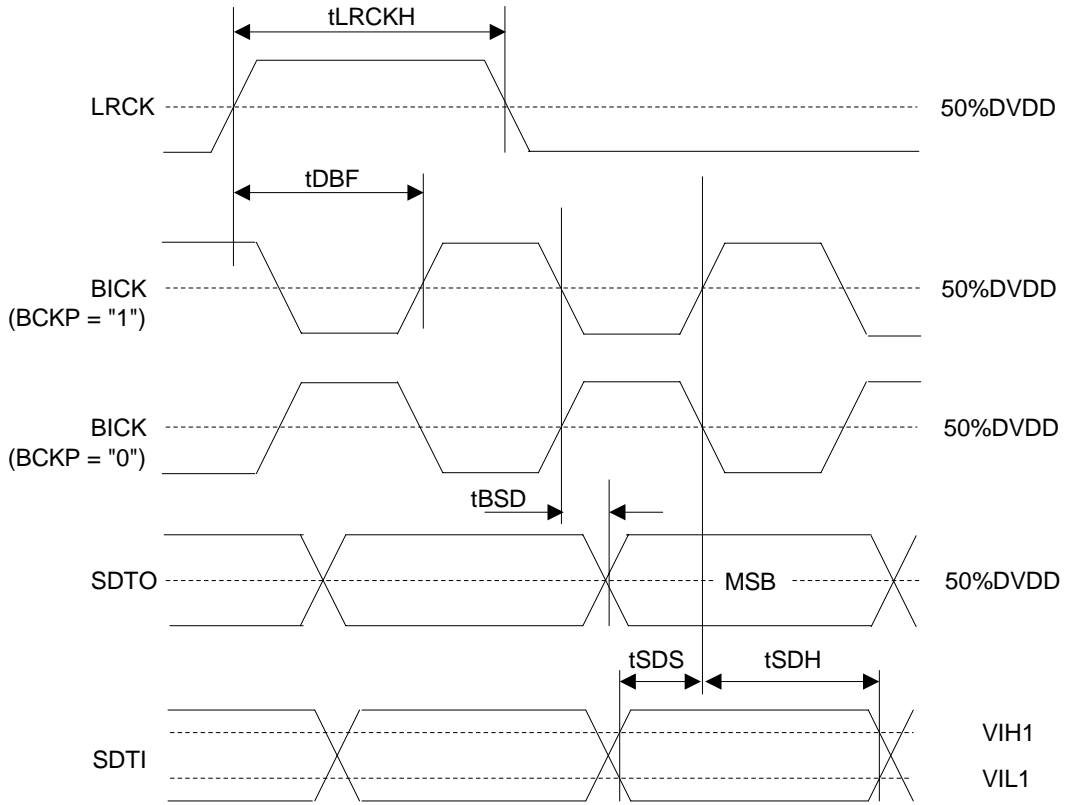 tLRCKH
LRCK
50%DVDD
tDBF
BICK
(BCKP = "1")
50%DVDD
BICK
(BCKP = "0")
50%DVDD
tBSD
SDTO
MSB
50%DVDD
tSDS
tSDH
SDTI
VIH1
VIL1